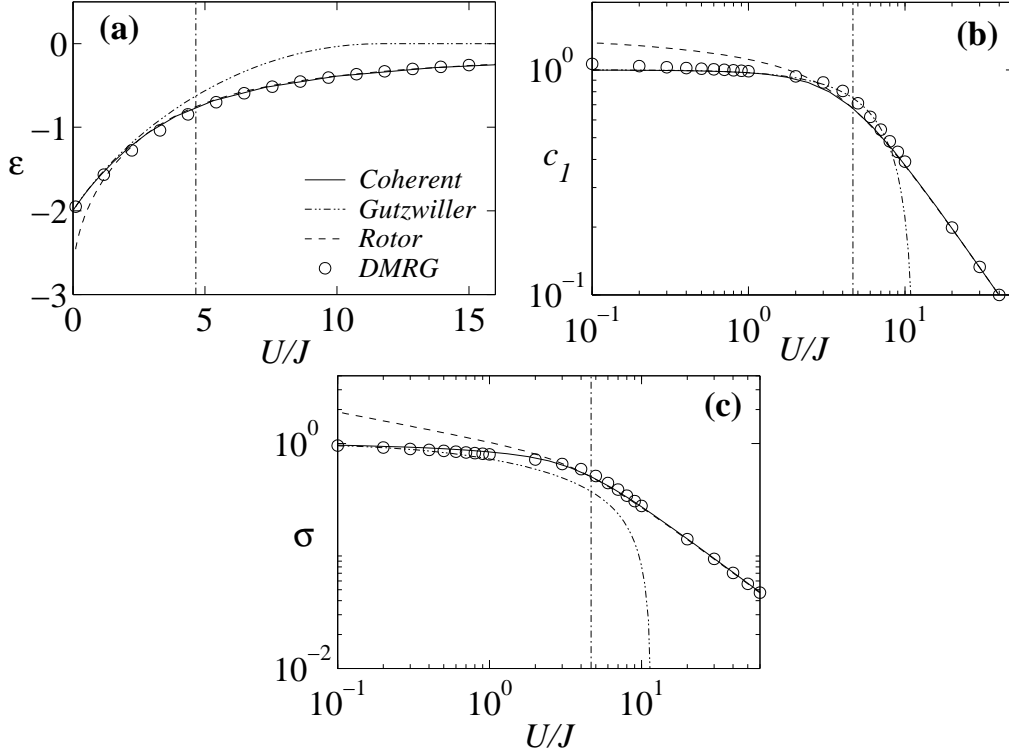 (a)
0
−1
−2
−3
ε
Coherent
Gutzwiller
Rotor
DMRG
0 5 10 15
U/J
(b)
10^0
10^-1
c_1
10^-1 10^0 10^1
U/J
(c)
10^0
10^-2
σ
10^-1 10^0 10^1
U/J